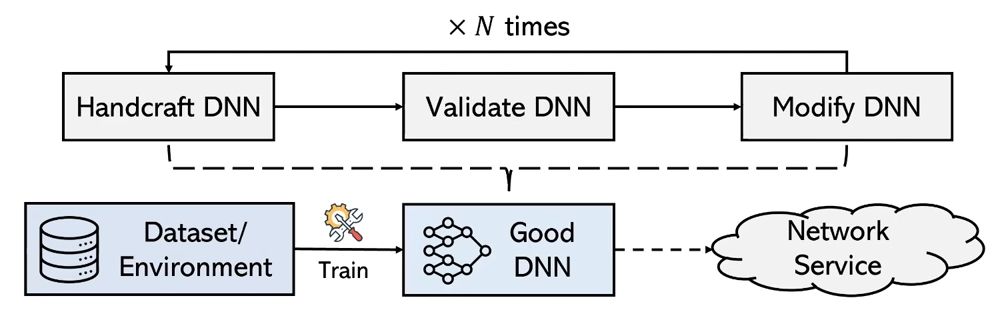 × N times
Handcraft DNN
Validate DNN
Modify DNN
Dataset/
Environment
Train
Good
DNN
Network
Service